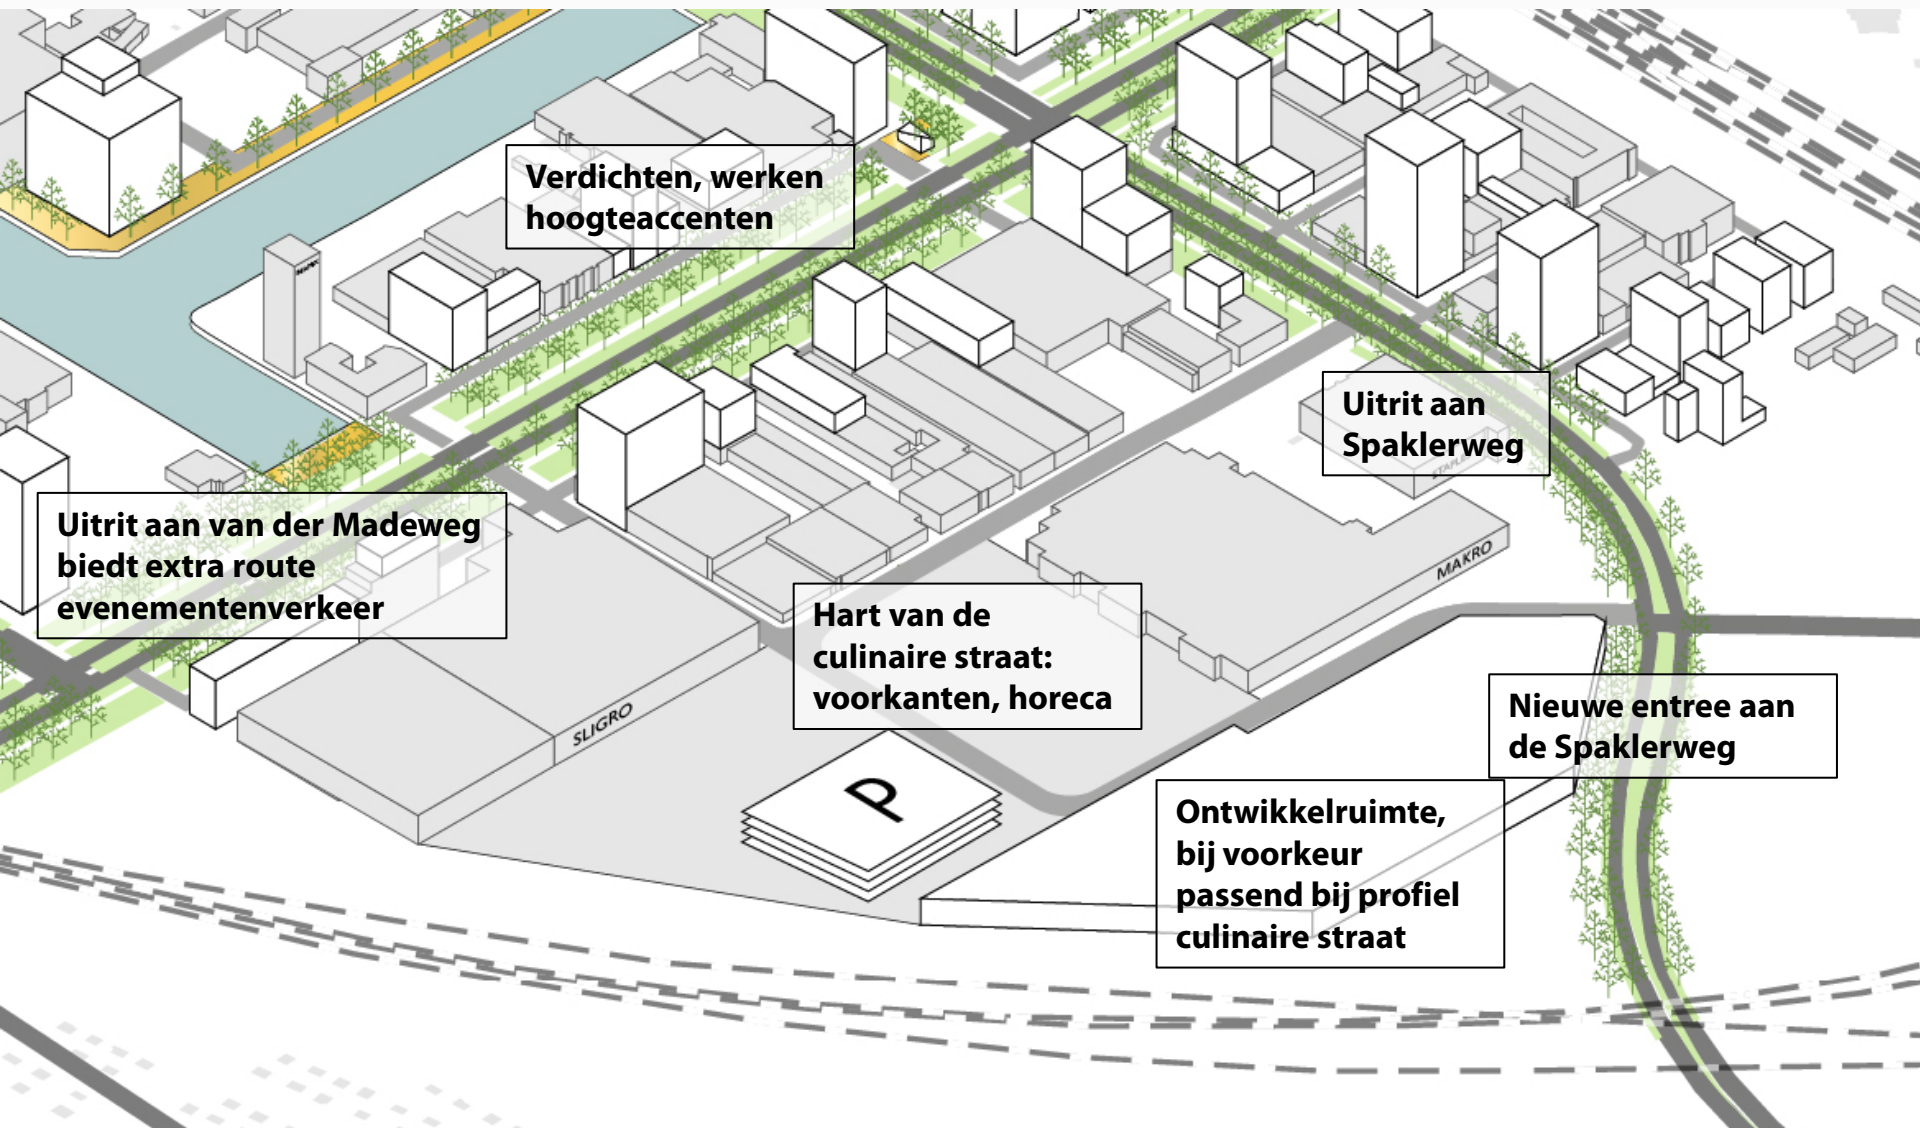 Verdichten, werken
hoogteaccenten
Uitrit aan
Spaklerweg
Uitrit aan van der Madeweg
biedt extra route
evenementenverkeer
MAKRO
Hart van de
culinaire straat:
voorkanten, horeca
SLIGRO
Nieuwe entree aan
de Spaklerweg
P
Ontwikkelruimte,
bij voorkeur
passend bij profiel
culinaire straat